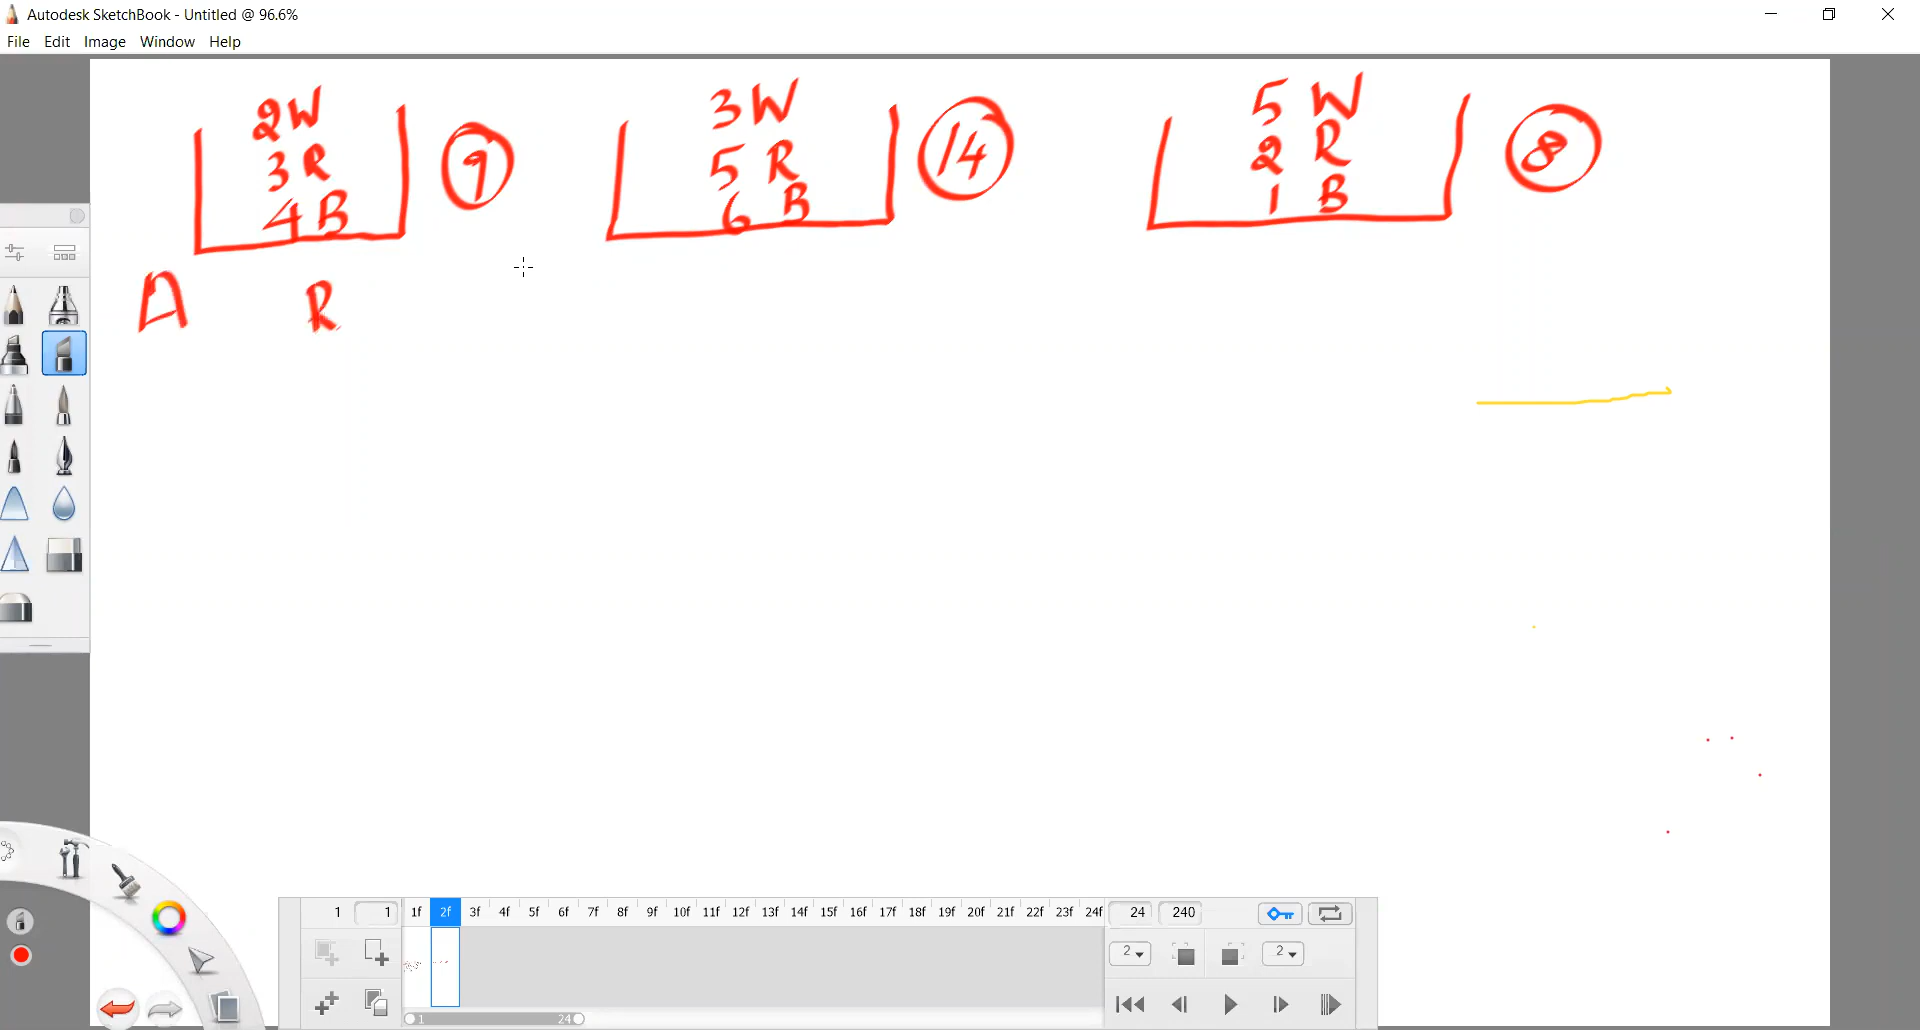 Autodesk SketchBook - Untitled @ 96.6%
File Edit Image Window Help
2W
3R
4B
9
3W
5R
6B
14
5W
2R
1B
8
A R
1 1 1f 2f 3f 4f 5f 6f 7f 8f 9f 10f 11f 12f 13f 14f 15f 16f 17f 18f 19f 20f 21f 22f 23f 24f 24 240
2 2
1 24